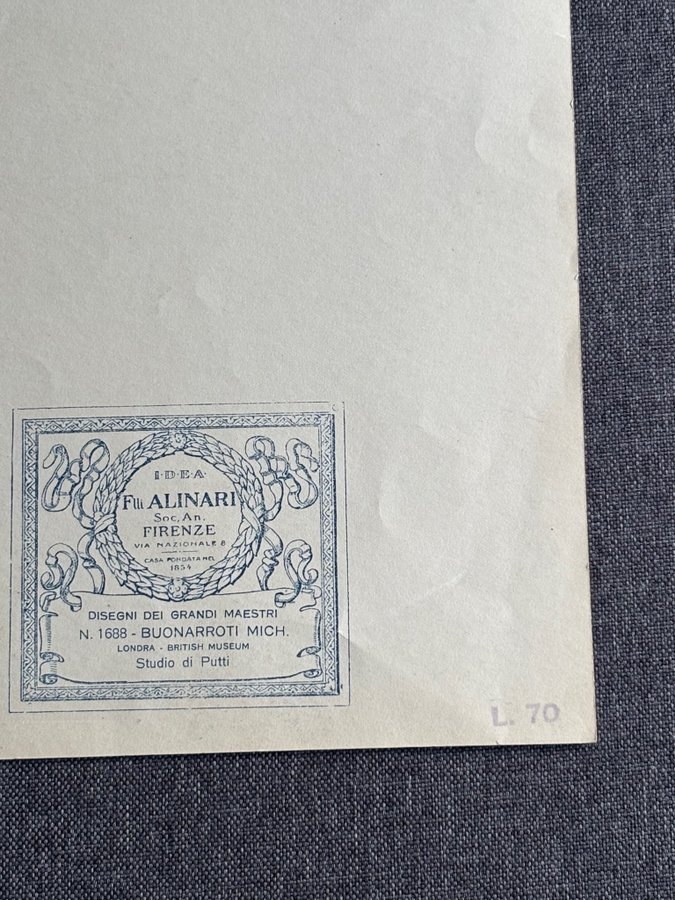 I·D·E·A·
Flli ALINARI
Soc. An.
FIRENZE
VIA NAZIONALE 8
CASA FONDATA NEL
1854
DISEGNI DEI GRANDI MAESTRI
N. 1688 - BUONARROTI MICH.
LONDRA - BRITISH MUSEUM
Studio di Putti
L. 70